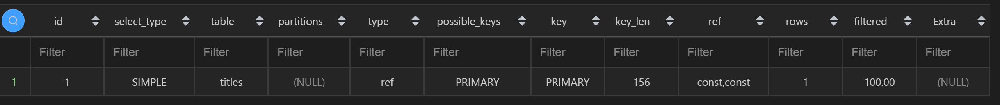 id select_type table partitions type possible_keys key key_len ref rows filtered Extra
Filter Filter Filter Filter Filter Filter Filter Filter Filter Filter Filter Filter
1 1 SIMPLE titles (NULL) ref PRIMARY PRIMARY 156 const,const 1 100.00 (NULL)